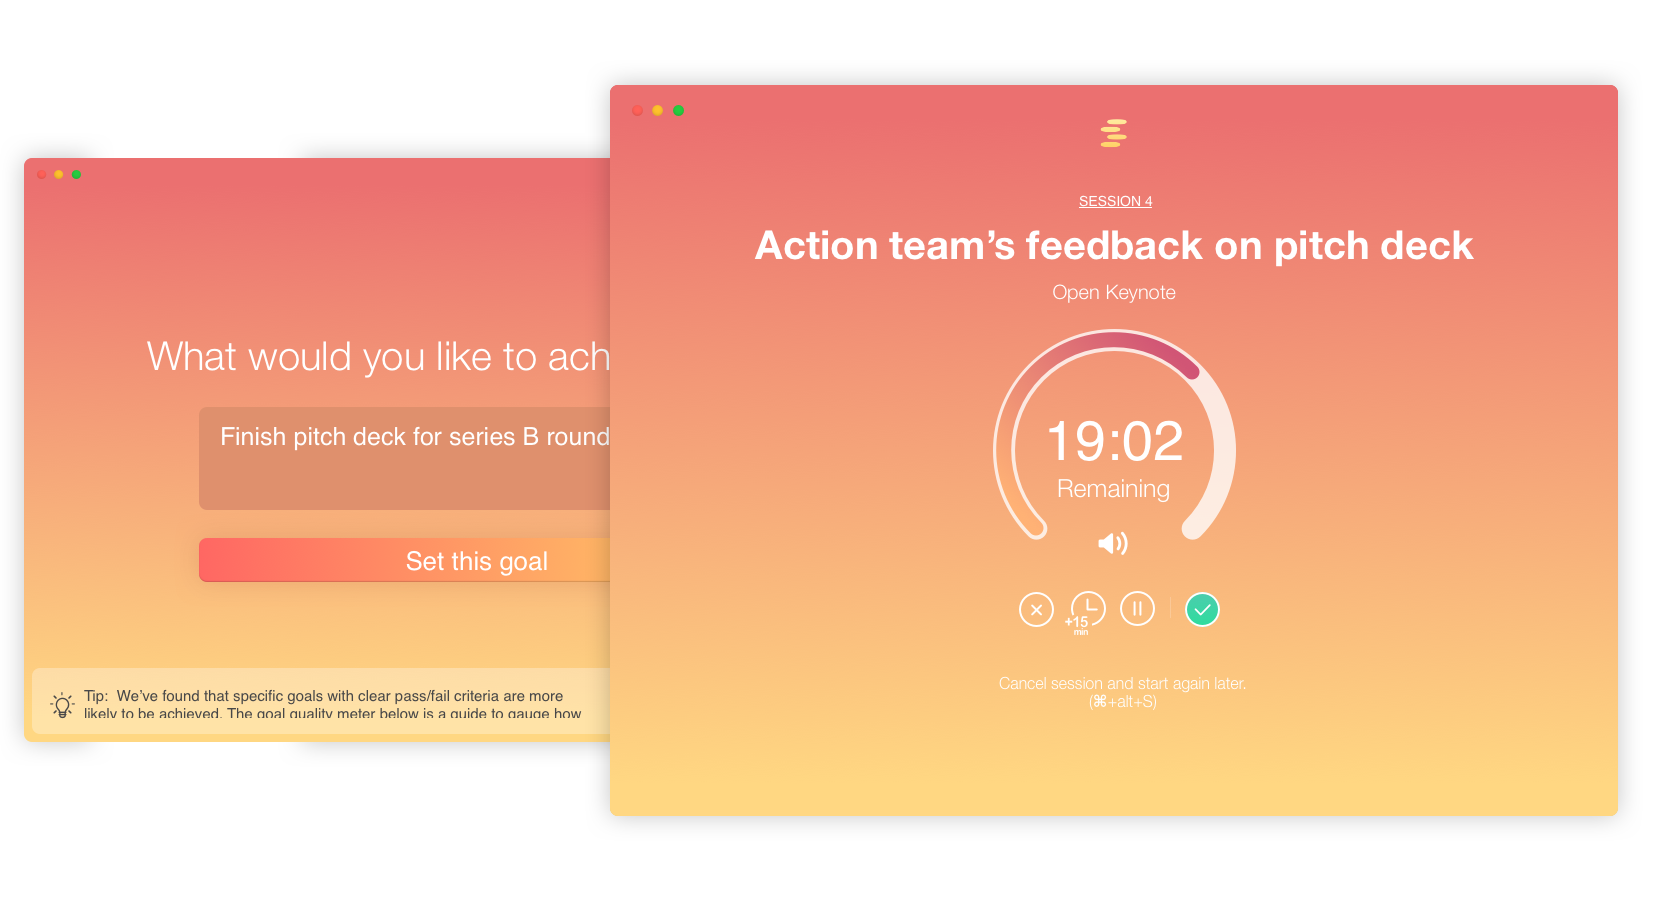 What would you like to ach
Finish pitch deck for series B round
Set this goal
Tip: We’ve found that specific goals with clear pass/fail criteria are more
likely to be achieved. The goal quality meter below is a guide to gauge how
SESSION 4
Action team’s feedback on pitch deck
Open Keynote
19:02
Remaining
+15
min
Cancel session and start again later.
(⌘+alt+S)